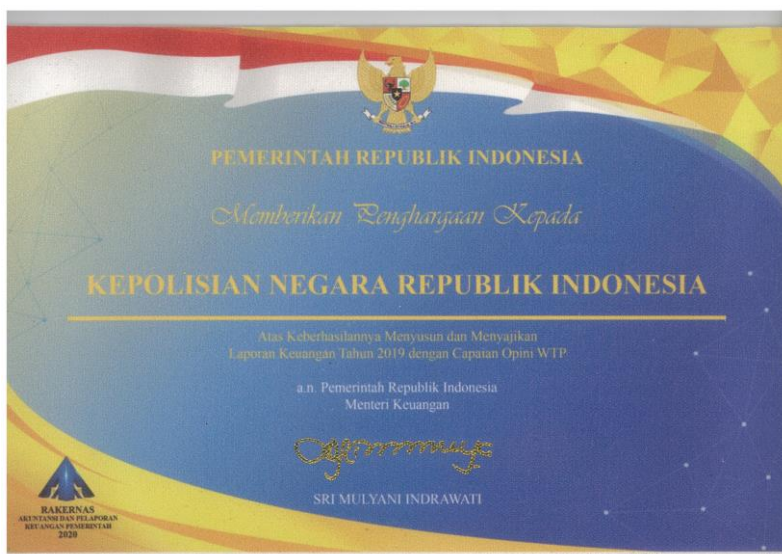 PEMERINTAH REPUBLIK INDONESIA
Memberikan Penghargaan Kepada
KEPOLISIAN NEGARA REPUBLIK INDONESIA
Atas Keberhasilannya Menyusun dan Menyajikan
Laporan Keuangan Tahun 2019 dengan Capaian Opini WTP
a.n. Pemerintah Republik Indonesia
Menteri Keuangan
SRI MULYANI INDRAWATI
RAKERNAS
AKUNTANSI DAN PELAPORAN
KEUANGAN PEMERINTAH
2020